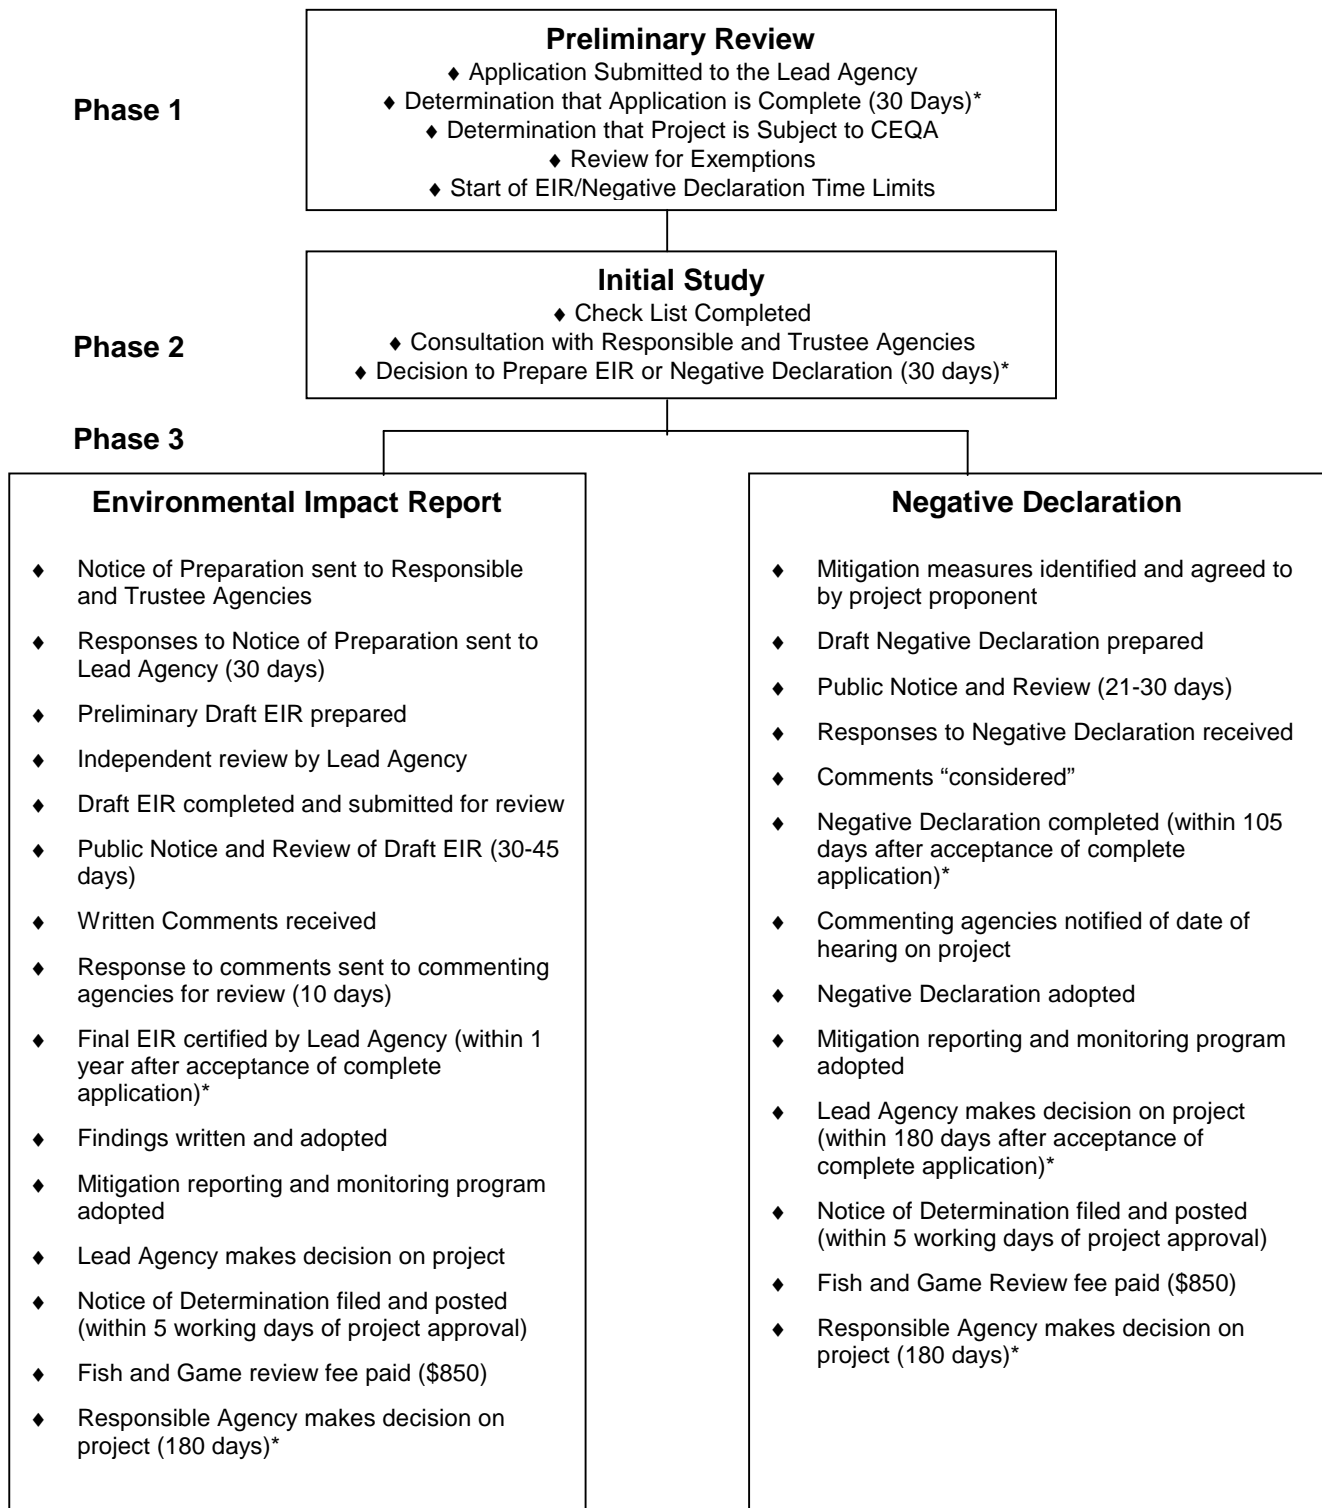 Preliminary Review
♦ Application Submitted to the Lead Agency
Phase 1
♦ Determination that Application is Complete (30 Days)*
♦ Determination that Project is Subject to CEQA
♦ Review for Exemptions
♦ Start of EIR/Negative Declaration Time Limits
Initial Study
♦ Check List Completed
Phase 2
♦ Consultation with Responsible and Trustee Agencies
♦ Decision to Prepare EIR or Negative Declaration (30 days)*
Phase 3
Environmental Impact Report
♦ Notice of Preparation sent to Responsible
and Trustee Agencies
♦ Responses to Notice of Preparation sent to
Lead Agency (30 days)
♦ Preliminary Draft EIR prepared
♦ Independent review by Lead Agency
♦ Draft EIR completed and submitted for review
♦ Public Notice and Review of Draft EIR (30-45
days)
♦ Written Comments received
♦ Response to comments sent to commenting
agencies for review (10 days)
♦ Final EIR certified by Lead Agency (within 1
year after acceptance of complete
application)*
♦ Findings written and adopted
♦ Mitigation reporting and monitoring program
adopted
♦ Lead Agency makes decision on project
♦ Notice of Determination filed and posted
(within 5 working days of project approval)
♦ Fish and Game review fee paid ($850)
♦ Responsible Agency makes decision on
project (180 days)*
Negative Declaration
♦ Mitigation measures identified and agreed to
by project proponent
♦ Draft Negative Declaration prepared
♦ Public Notice and Review (21-30 days)
♦ Responses to Negative Declaration received
♦ Comments “considered”
♦ Negative Declaration completed (within 105
days after acceptance of complete
application)*
♦ Commenting agencies notified of date of
hearing on project
♦ Negative Declaration adopted
♦ Mitigation reporting and monitoring program
adopted
♦ Lead Agency makes decision on project
(within 180 days after acceptance of
complete application)*
♦ Notice of Determination filed and posted
(within 5 working days of project approval)
♦ Fish and Game Review fee paid ($850)
♦ Responsible Agency makes decision on
project (180 days)*